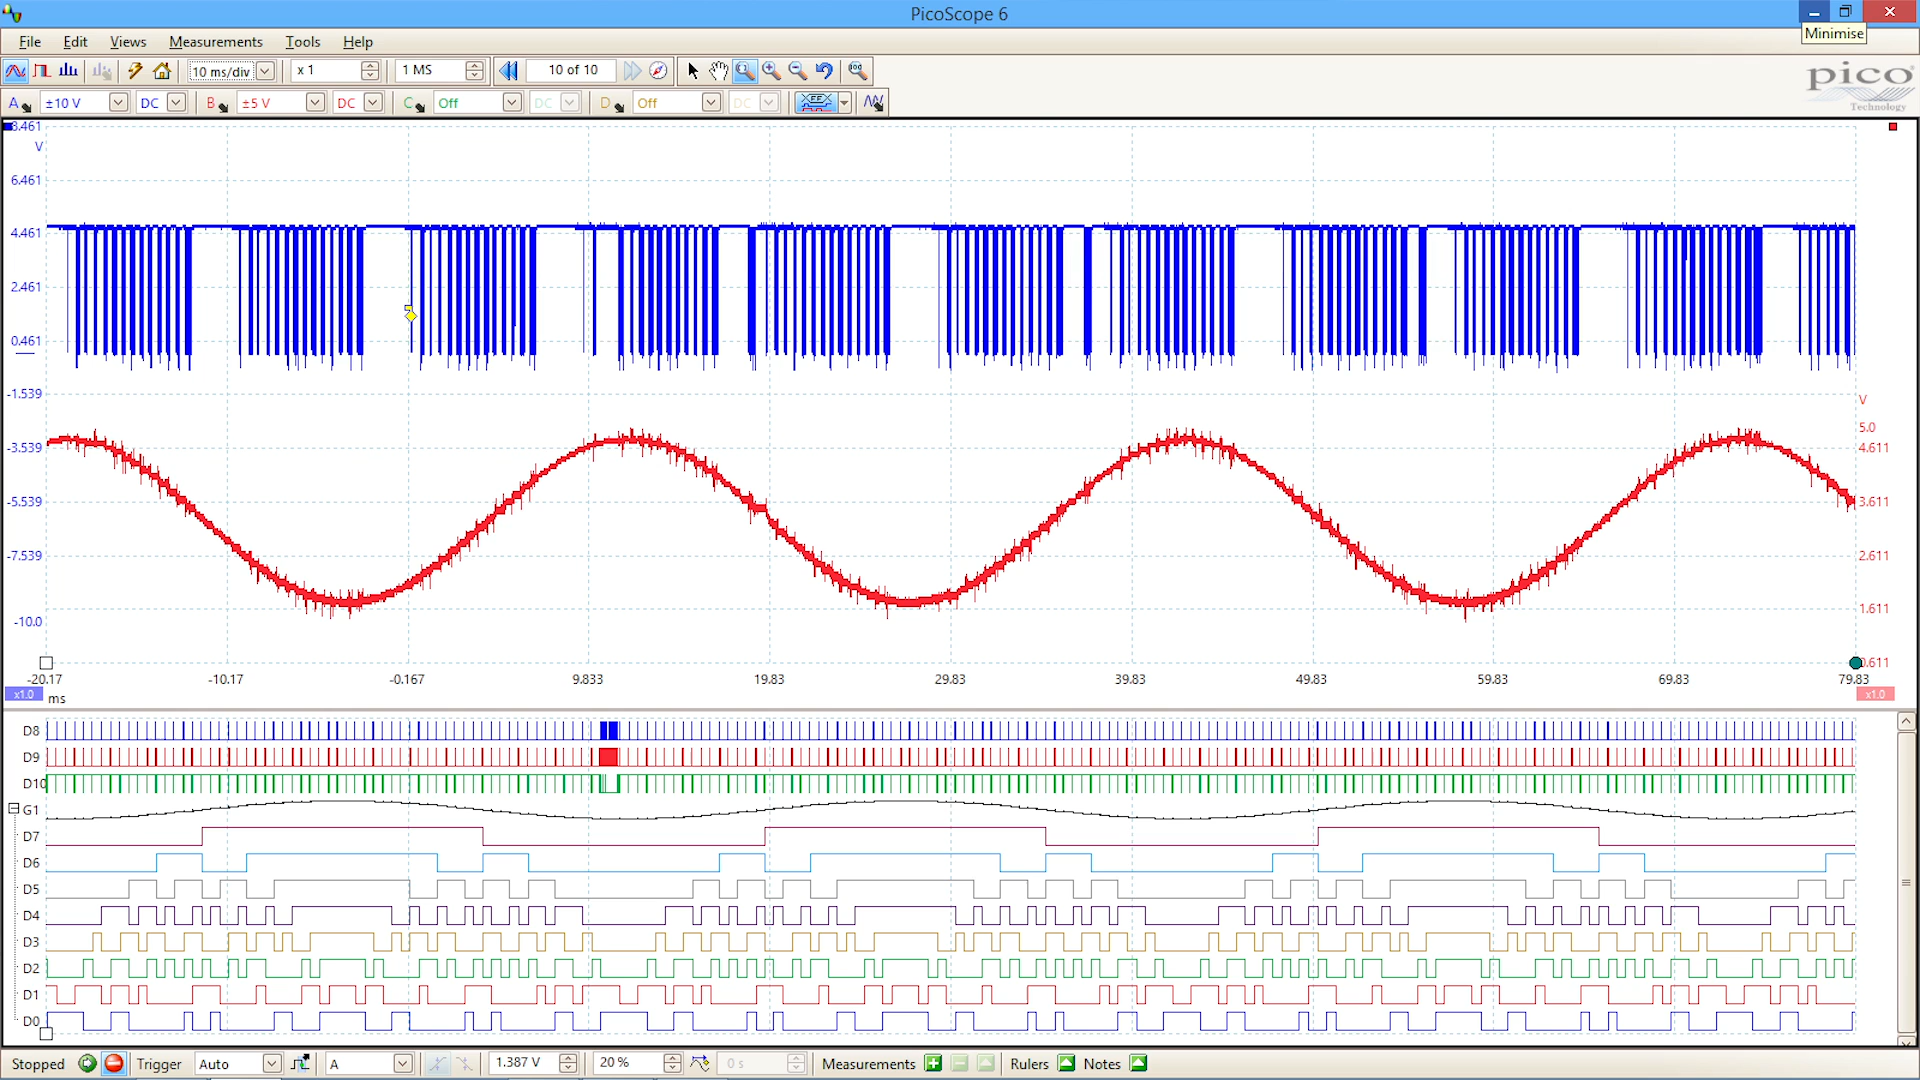 PicoScope 6
Minimise
File Edit Views Measurements Tools Help
10 ms/div x 1 1 MS 10 of 10
pico
Technology
A ±10 V DC B ±5 V DC C Off DC D Off DC
8.461
V
6.461
4.461
2.461
0.461
-1.539
-3.539
-5.539
-7.539
-10.0
V
5.0
4.611
3.611
2.611
1.611
0.611
-20.17 -10.17 -0.167 9.833 19.83 29.83 39.83 49.83 59.83 69.83 79.83
x1.0 ms x1.0
D8
D9
D10
G1
D7
D6
D5
D4
D3
D2
D1
D0
Stopped Trigger Auto A 1.387 V 20 % 0 s Measurements Rulers Notes